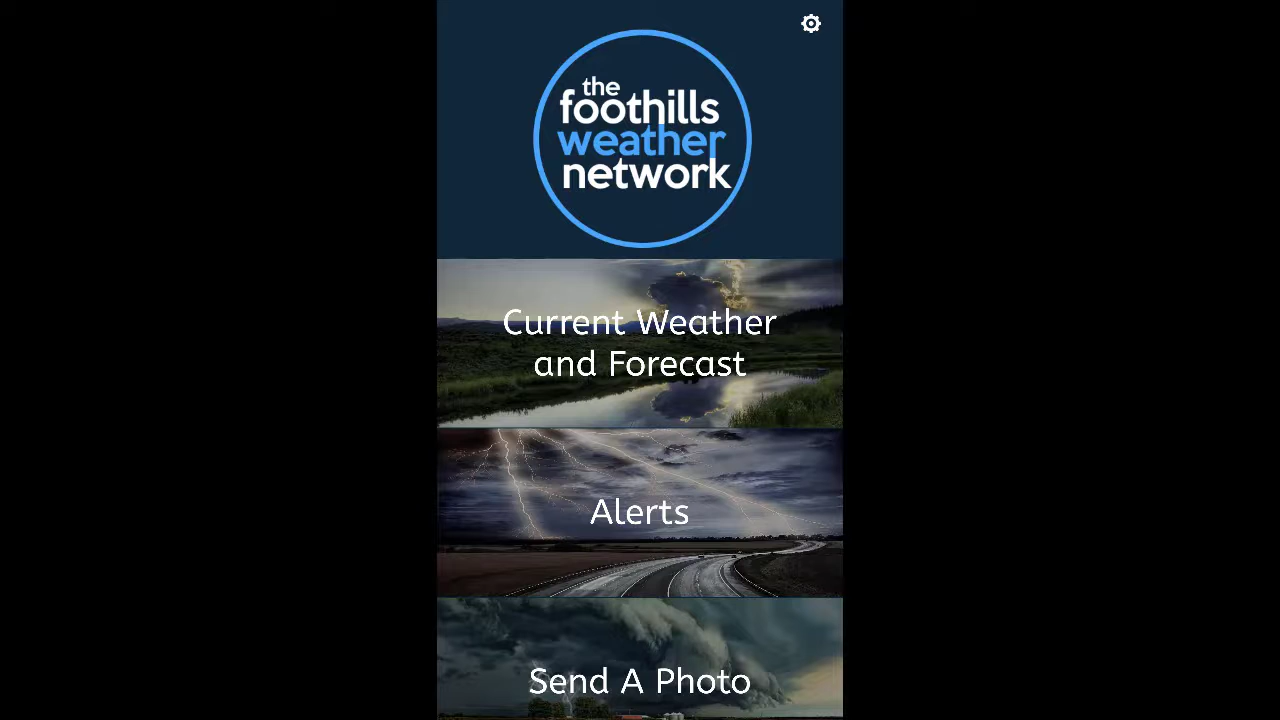 the
foothills
weather
network
Current Weather
and Forecast
Alerts
Send A Photo